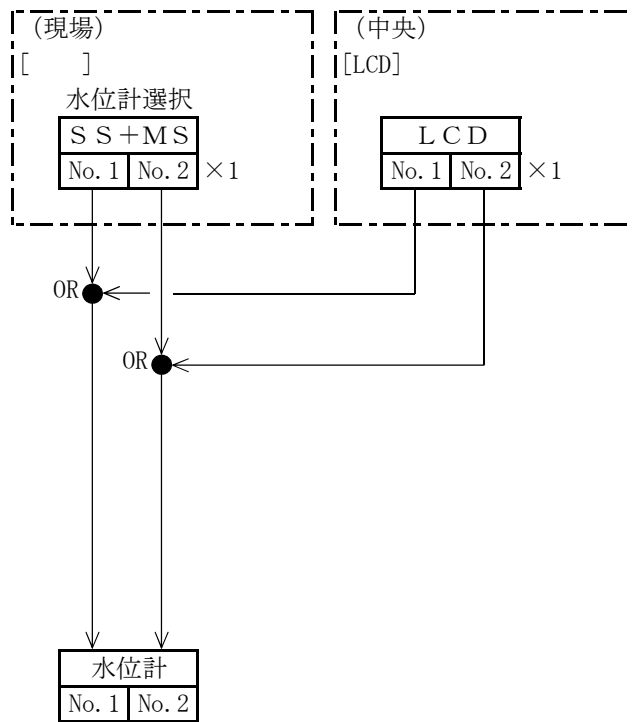 (現場)
[　　]
水位計選択
ＳＳ＋ＭＳ
No.1 No.2 ×1
(中央)
[LCD]
ＬＣＤ
No.1 No.2 ×1
OR
OR
水位計
No.1 No.2